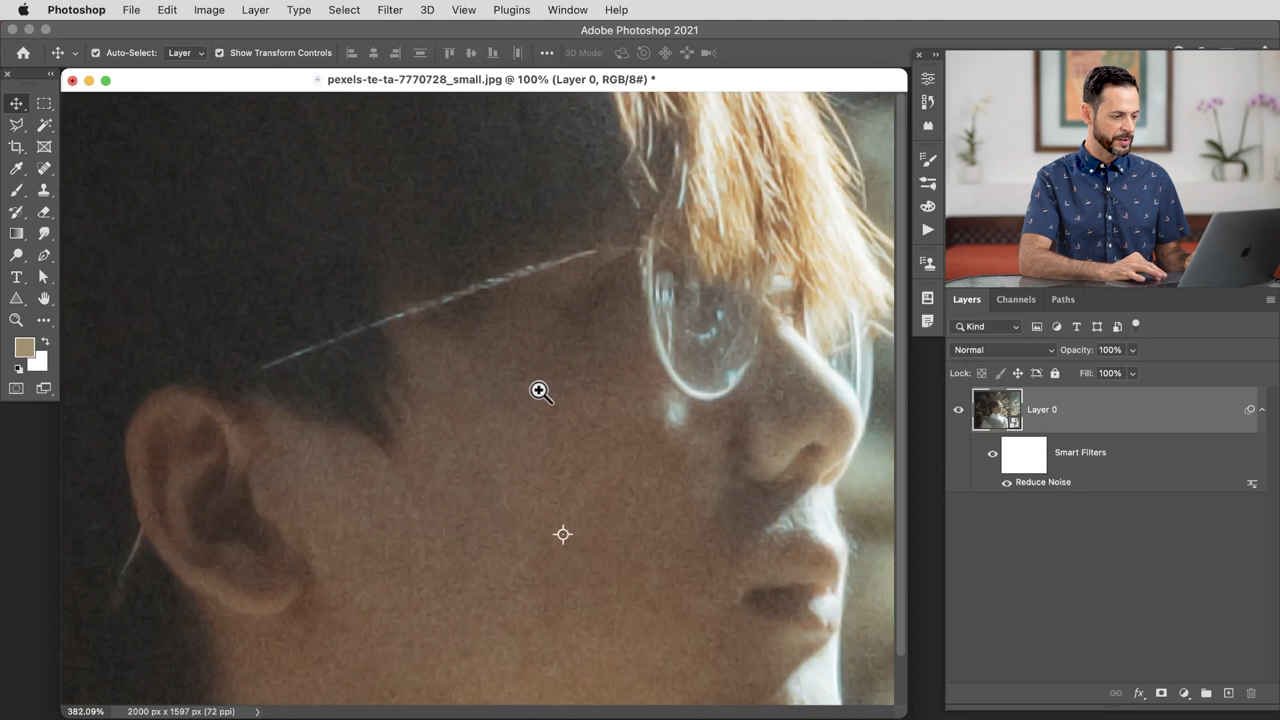 Photoshop File Edit Image Layer Type Select Filter 3D View Plugins Window Help
Adobe Photoshop 2021
Auto-Select: Layer Show Transform Controls 3D Mode:
pexels-te-ta-7770728_small.jpg @ 100% (Layer 0, RGB/8#) *
Layers Channels Paths
Kind
Normal Opacity: 100%
Lock: Fill: 100%
Layer 0
Smart Filters
Reduce Noise
382.09% 2000 px x 1597 px (72 ppi)